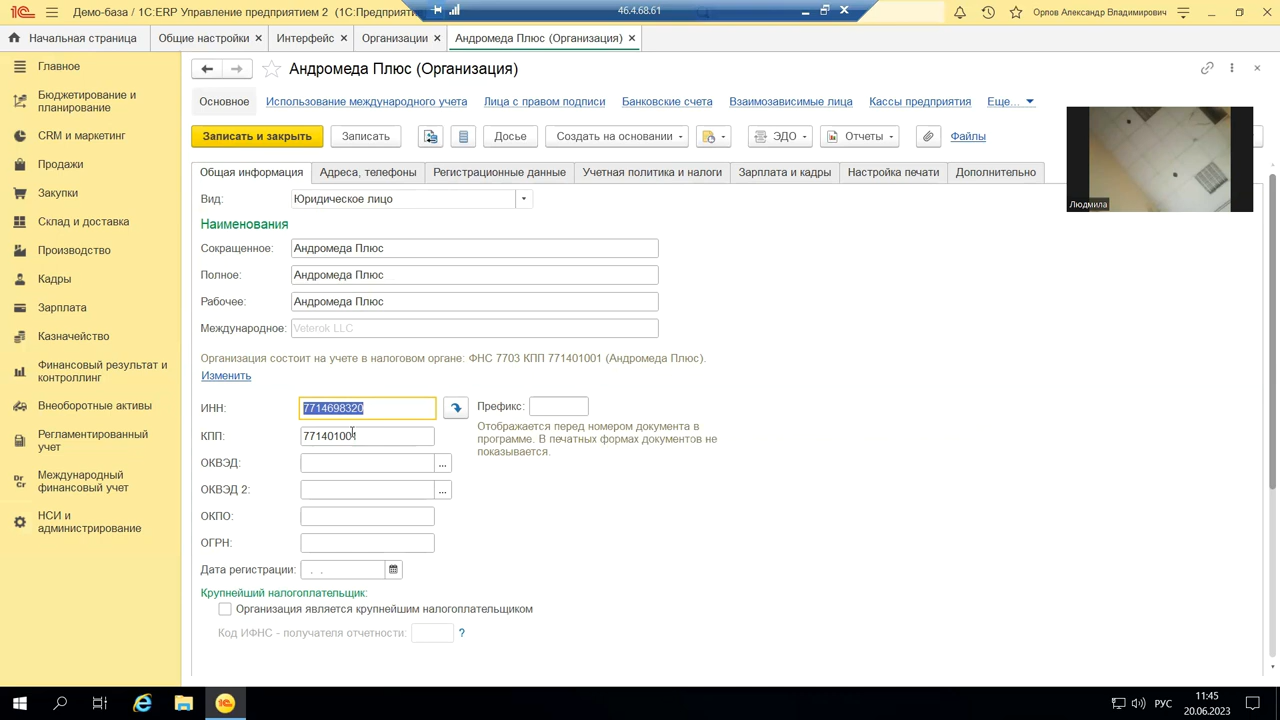 Демо-база / 1С:ERP Управление предприятием 2 (1С:Предприяти
46.4.68.61
Орлов Александр Владимирович
Начальная страница
Общие настройки ×
Интерфейс ×
Организации ×
Андромеда Плюс (Организация) ×
Главное
Бюджетирование и
планирование
CRM и маркетинг
Продажи
Закупки
Склад и доставка
Производство
Кадры
Зарплата
Казначейство
Финансовый результат и
контроллинг
Внеоборотные активы
Регламентированный
учет
Международный
финансовый учет
НСИ и
администрирование
Андромеда Плюс (Организация)
Основное Использование международного учета Лица с правом подписи Банковские счета Взаимозависимые лица Кассы предприятия Еще...
Записать и закрыть Записать Досье Создать на основании ЭДО Отчеты Файлы
Общая информация Адреса, телефоны Регистрационные данные Учетная политика и налоги Зарплата и кадры Настройка печати Дополнительно
Людмила
Вид: Юридическое лицо
Наименования
Сокращенное: Андромеда Плюс
Полное: Андромеда Плюс
Рабочее: Андромеда Плюс
Международное: Veterok LLC
Организация состоит на учете в налоговом органе: ФНС 7703 КПП 771401001 (Андромеда Плюс).
Изменить
ИНН: 7714698320 Префикс:
Отображается перед номером документа в
программе. В печатных формах документов не
показывается.
КПП: 771401001
ОКВЭД: ...
ОКВЭД 2: ...
ОКПО:
ОГРН:
Дата регистрации: . .
Крупнейший налогоплательщик:
Организация является крупнейшим налогоплательщиком
Код ИФНС - получателя отчетности: ?
РУС
11:45
20.06.2023